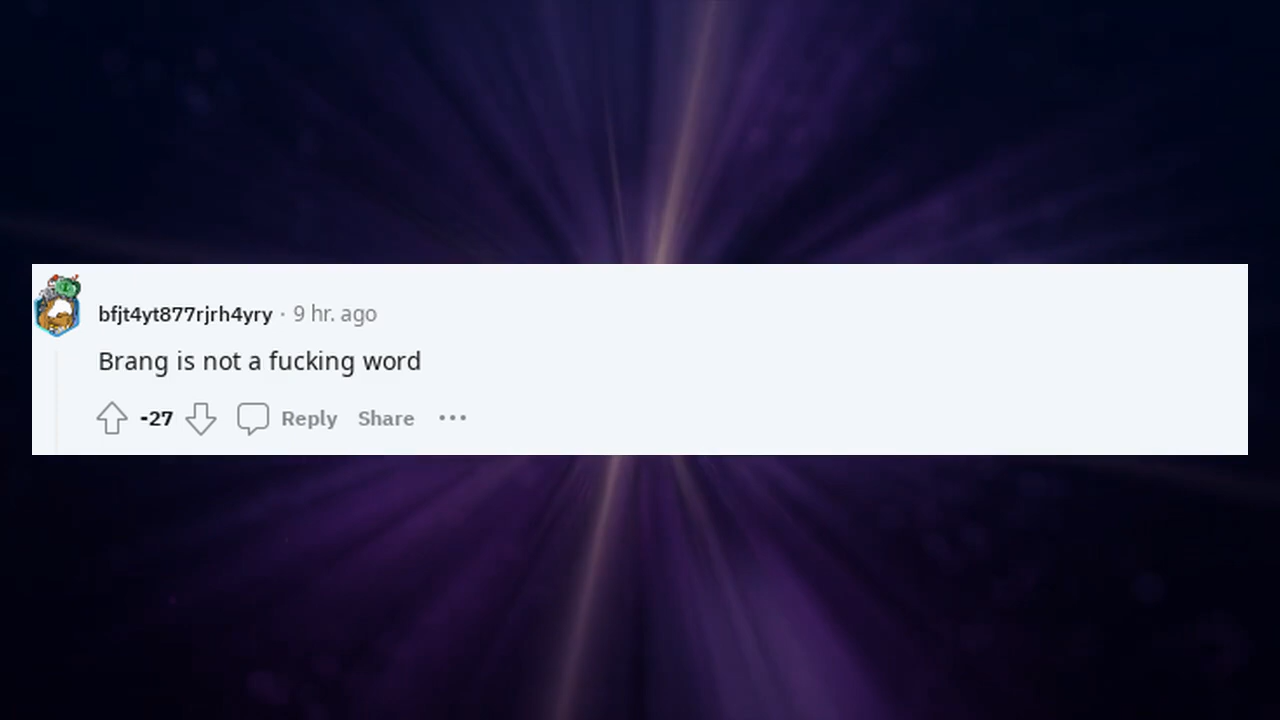 bfjt4yt877rjrh4yry · 9 hr. ago
Brang is not a fucking word
-27 Reply Share ···